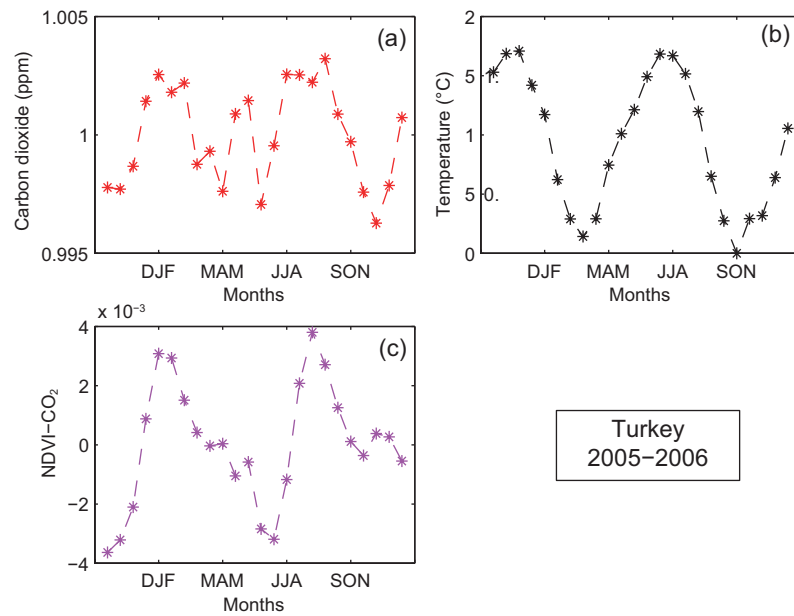 1.005
(a)
1
0.995
Carbon dioxide (ppm)
DJF MAM JJA SON
Months
2
(b)
5
1.
1
5
0.
0
Temperature (°C)
DJF MAM JJA SON
Months
x 10⁻³
4
(c)
2
0
−2
−4
NDVI−CO₂
DJF MAM JJA SON
Months
Turkey
2005−2006